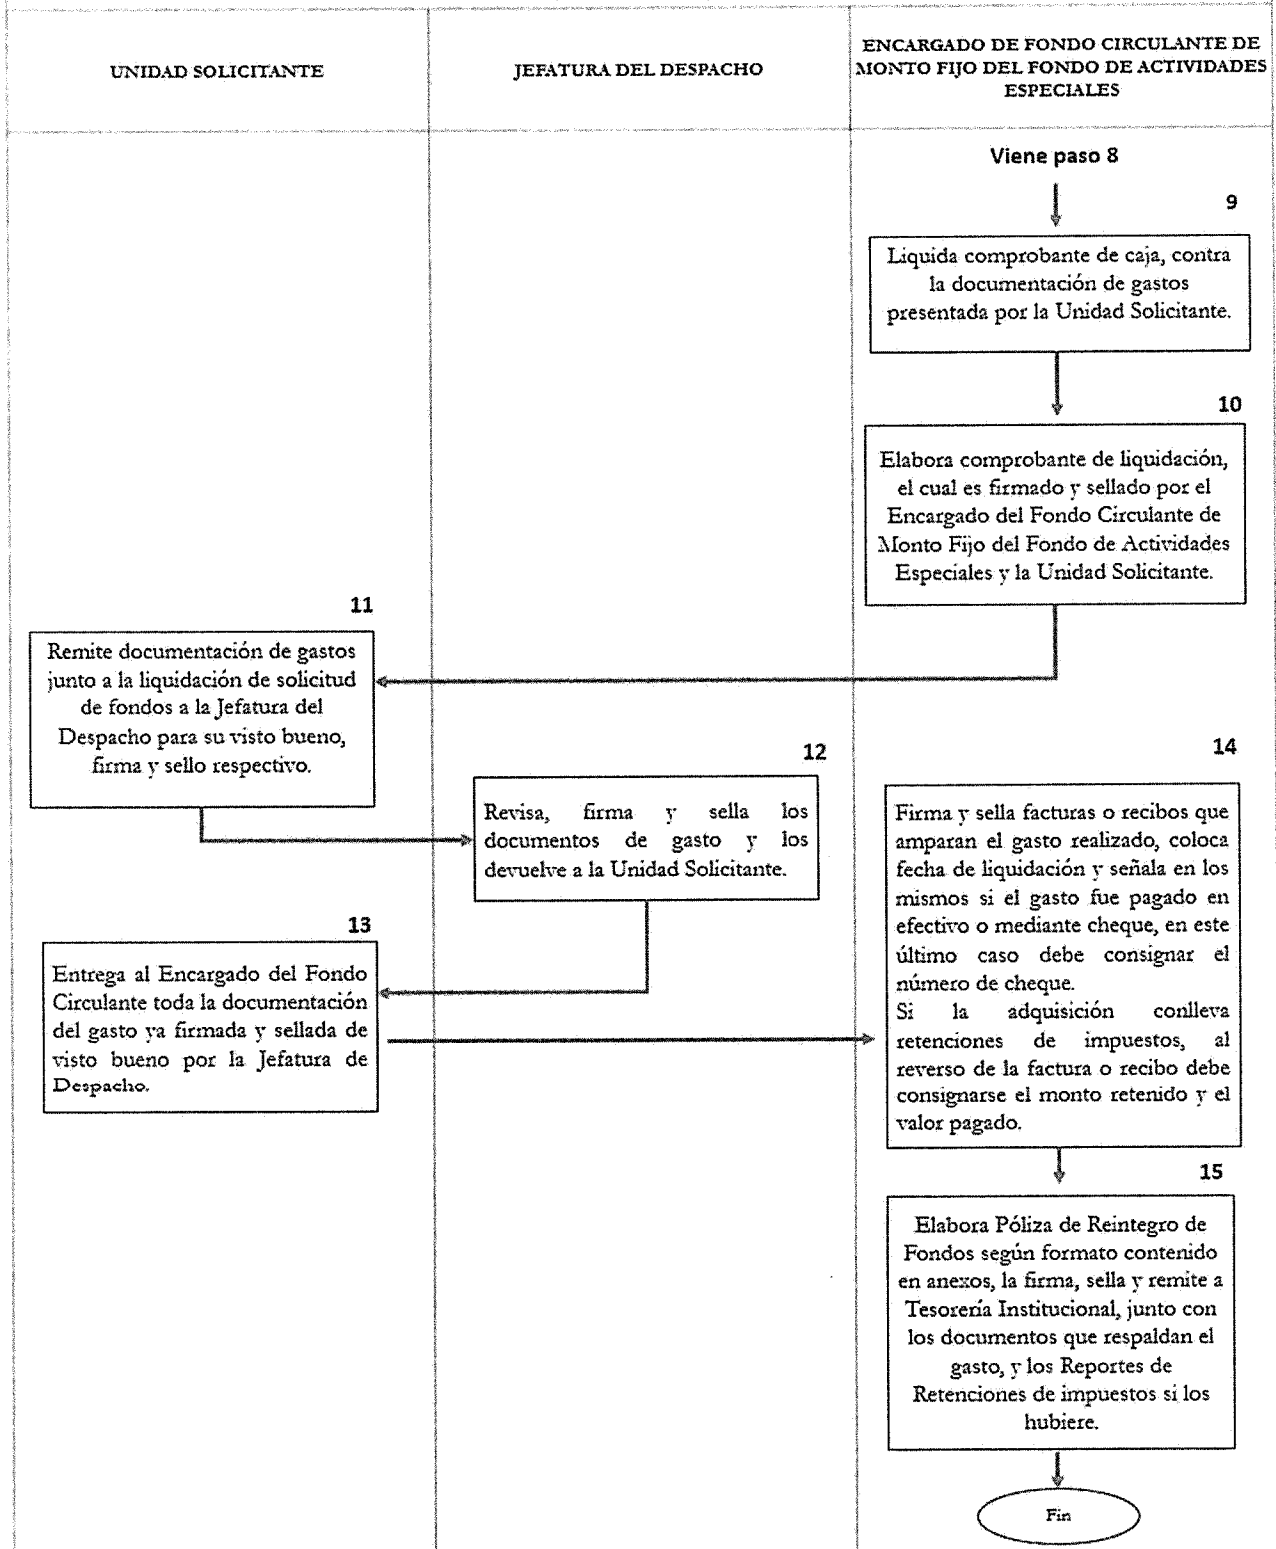 UNIDAD SOLICITANTE
JEFATURA DEL DESPACHO
ENCARGADO DE FONDO CIRCULANTE DE
MONTO FIJO DEL FONDO DE ACTIVIDADES
ESPECIALES
Viene paso 8
9
Liquida comprobante de caja, contra
la documentación de gastos
presentada por la Unidad Solicitante.
10
Elabora comprobante de liquidación,
el cual es firmado y sellado por el
Encargado del Fondo Circulante de
Monto Fijo del Fondo de Actividades
Especiales y la Unidad Solicitante.
11
Remite documentación de gastos
junto a la liquidación de solicitud
de fondos a la Jefatura del
Despacho para su visto bueno,
firma y sello respectivo.
12
Revisa, firma y sella los
documentos de gasto y los
devuelve a la Unidad Solicitante.
13
Entrega al Encargado del Fondo
Circulante toda la documentación
del gasto ya firmada y sellada de
visto bueno por la Jefatura de
Despacho.
14
Firma y sella facturas o recibos que
amparan el gasto realizado, coloca
fecha de liquidación y señala en los
mismos si el gasto fue pagado en
efectivo o mediante cheque, en este
último caso debe consignar el
número de cheque.
Si la adquisición conlleva
retenciones de impuestos, al
reverso de la factura o recibo debe
consignarse el monto retenido y el
valor pagado.
15
Elabora Póliza de Reintegro de
Fondos según formato contenido
en anexos, la firma, sella y remite a
Tesorería Institucional, junto con
los documentos que respaldan el
gasto, y los Reportes de
Retenciones de impuestos si los
hubiere.
Fin